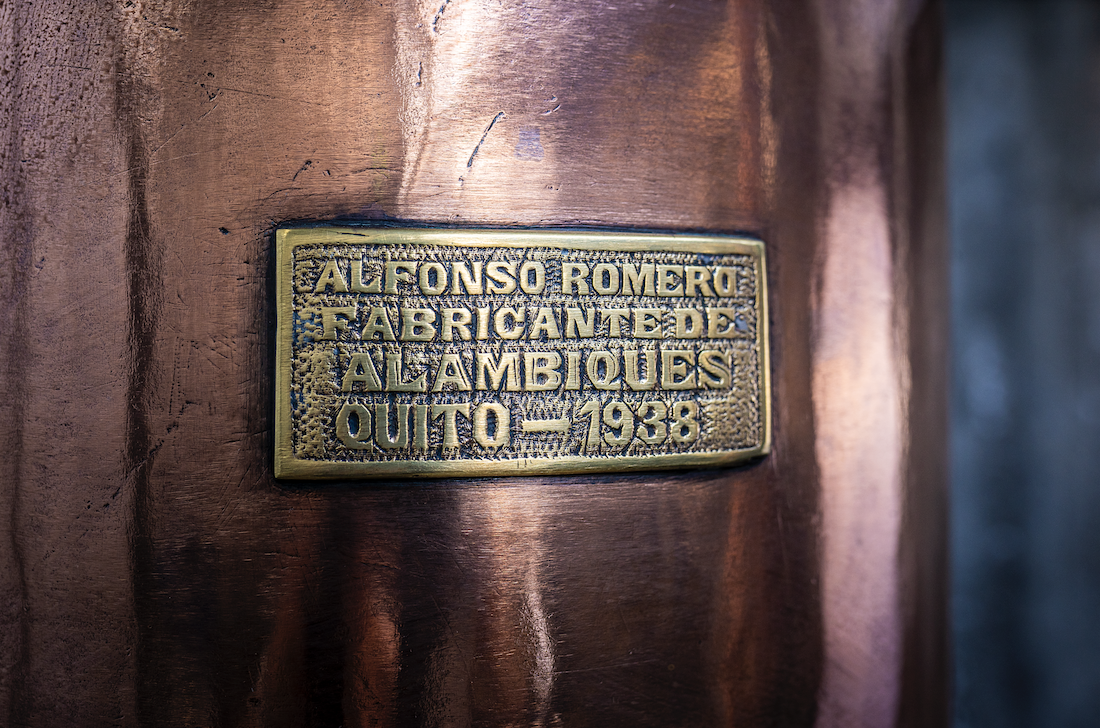 ALFONSO ROMERO
FABRICANTE DE
ALAMBIQUES
QUITO – 1938